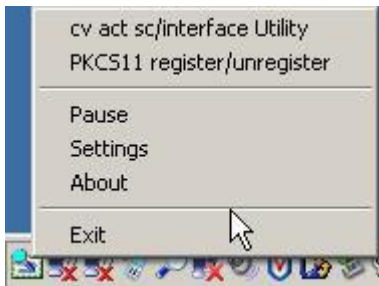 cv act sc/interface Utility
PKCS11 register/unregister
Pause
Settings
About
Exit